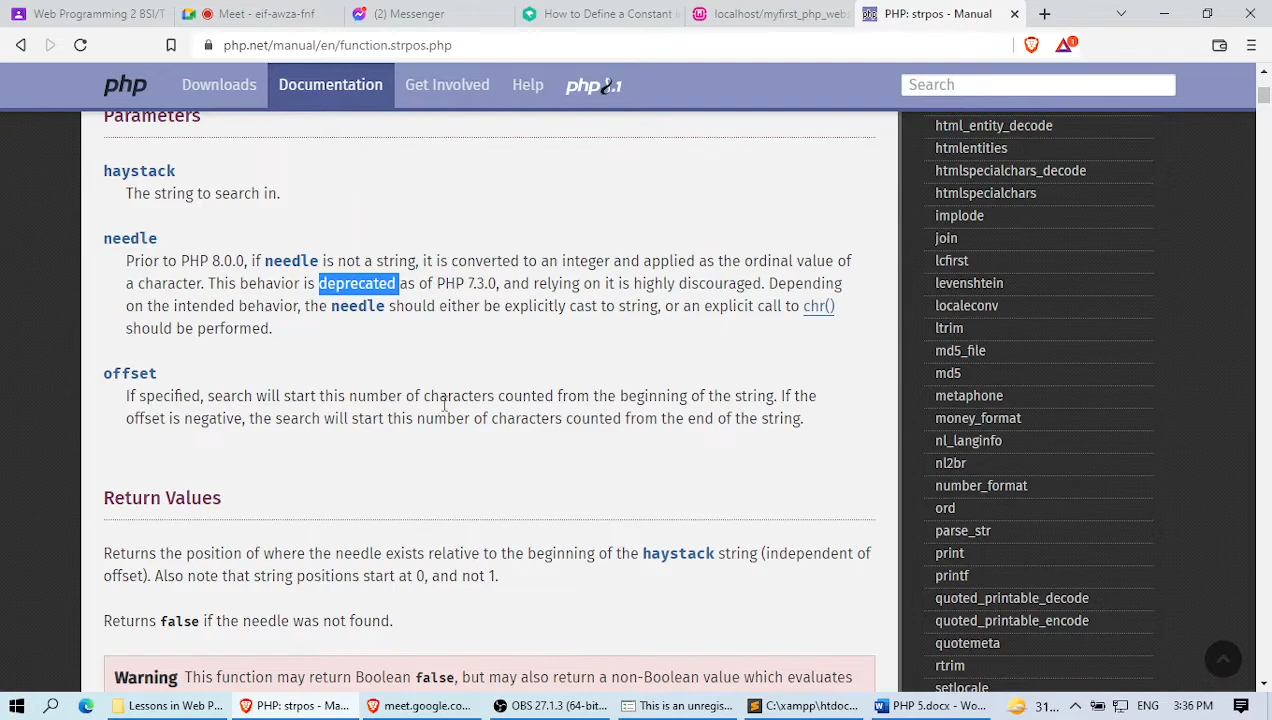 Web Programming 2 BSI/T
Meet - eif-awza-fnf
(2) Messenger
How to Define a Constant i
localhost/myfirst_php_web
PHP: strpos - Manual
php.net/manual/en/function.strpos.php
1
php
Downloads
Documentation
Get Involved
Help
php8.1
Search
Parameters
haystack
The string to search in.
needle
Prior to PHP 8.0.0, if needle is not a string, it is converted to an integer and applied as the ordinal value of
a character. This behavior is deprecated as of PHP 7.3.0, and relying on it is highly discouraged. Depending
on the intended behavior, the needle should either be explicitly cast to string, or an explicit call to chr()
should be performed.
offset
If specified, search will start this number of characters counted from the beginning of the string. If the
offset is negative, the search will start this number of characters counted from the end of the string.
Return Values
Returns the position of where the needle exists relative to the beginning of the haystack string (independent of
offset). Also note that string positions start at 0, and not 1.
Returns false if the needle was not found.
Warning This function may return Boolean false, but may also return a non-Boolean value which evaluates
html_entity_decode
htmlentities
htmlspecialchars_decode
htmlspecialchars
implode
join
lcfirst
levenshtein
localeconv
ltrim
md5_file
md5
metaphone
money_format
nl_langinfo
nl2br
number_format
ord
parse_str
print
printf
quoted_printable_decode
quoted_printable_encode
quotemeta
rtrim
setlocale
Lessons in Web P...
PHP: strpos - Ma...
meet.google.co...
OBS 27.1.3 (64-bit...
This is an unregis...
C:\xampp\htdoc...
PHP 5.docx - Wo...
31...
ENG
3:36 PM